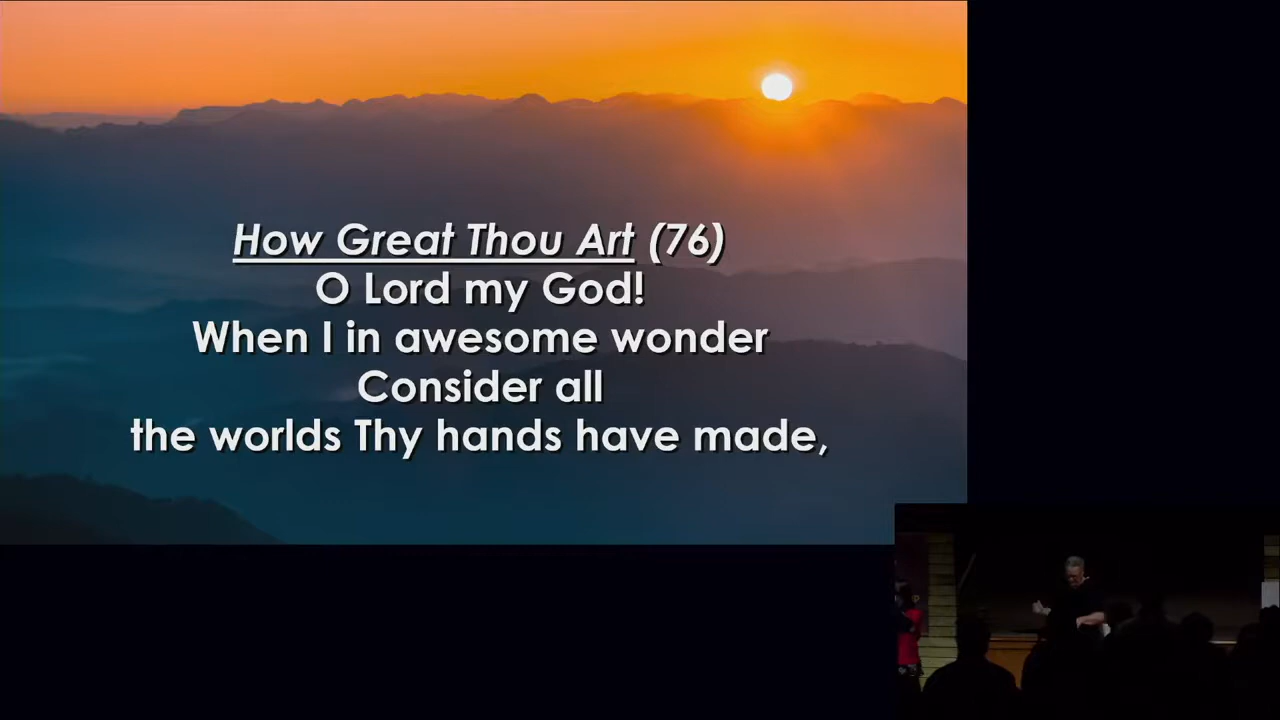 How Great Thou Art (76)
O Lord my God!
When I in awesome wonder
Consider all
the worlds Thy hands have made,